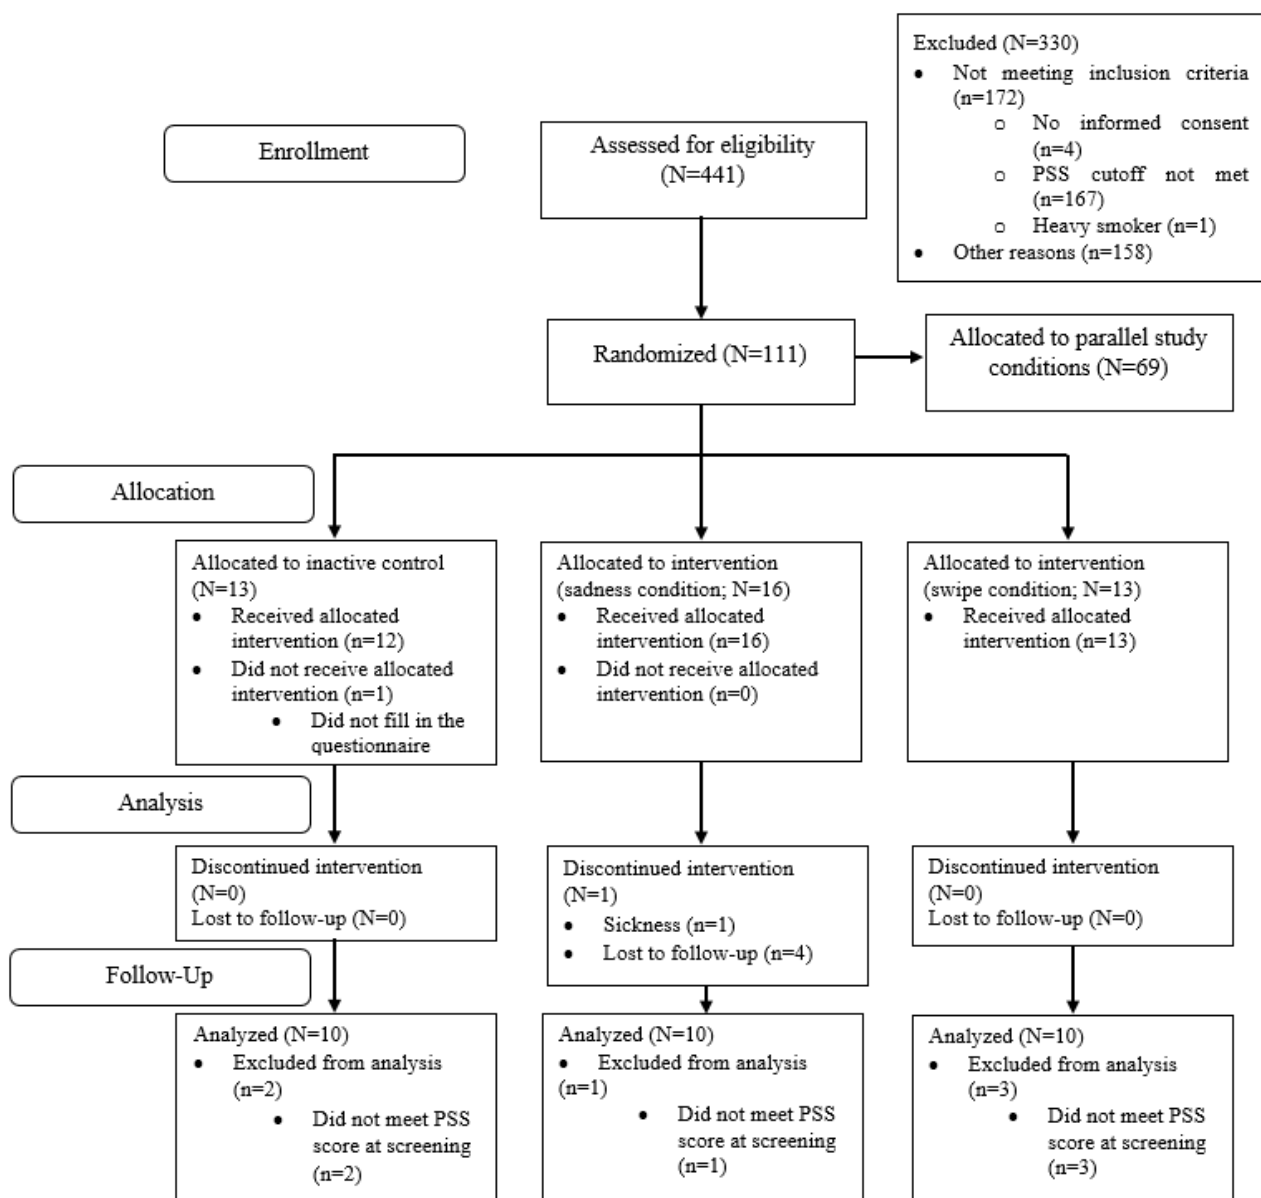 Enrollment
Assessed for eligibility
(N=441)
Excluded (N=330)
• Not meeting inclusion criteria
(n=172)
o No informed consent
(n=4)
o PSS cutoff not met
(n=167)
o Heavy smoker (n=1)
• Other reasons (n=158)
Randomized (N=111)
Allocated to parallel study
conditions (N=69)
Allocation
Allocated to inactive control
(N=13)
• Received allocated
intervention (n=12)
• Did not receive allocated
intervention (n=1)
• Did not fill in the
questionnaire
Allocated to intervention
(sadness condition; N=16)
• Received allocated
intervention (n=16)
• Did not receive allocated
intervention (n=0)
Allocated to intervention
(swipe condition; N=13)
• Received allocated
intervention (n=13)
Analysis
Discontinued intervention
(N=0)
Lost to follow-up (N=0)
Discontinued intervention
(N=1)
• Sickness (n=1)
• Lost to follow-up (n=4)
Discontinued intervention
(N=0)
Lost to follow-up (N=0)
Follow-Up
Analyzed (N=10)
• Excluded from analysis
(n=2)
• Did not meet PSS
score at screening
(n=2)
Analyzed (N=10)
• Excluded from analysis
(n=1)
• Did not meet PSS
score at screening
(n=1)
Analyzed (N=10)
• Excluded from analysis
(n=3)
• Did not meet PSS
score at screening
(n=3)